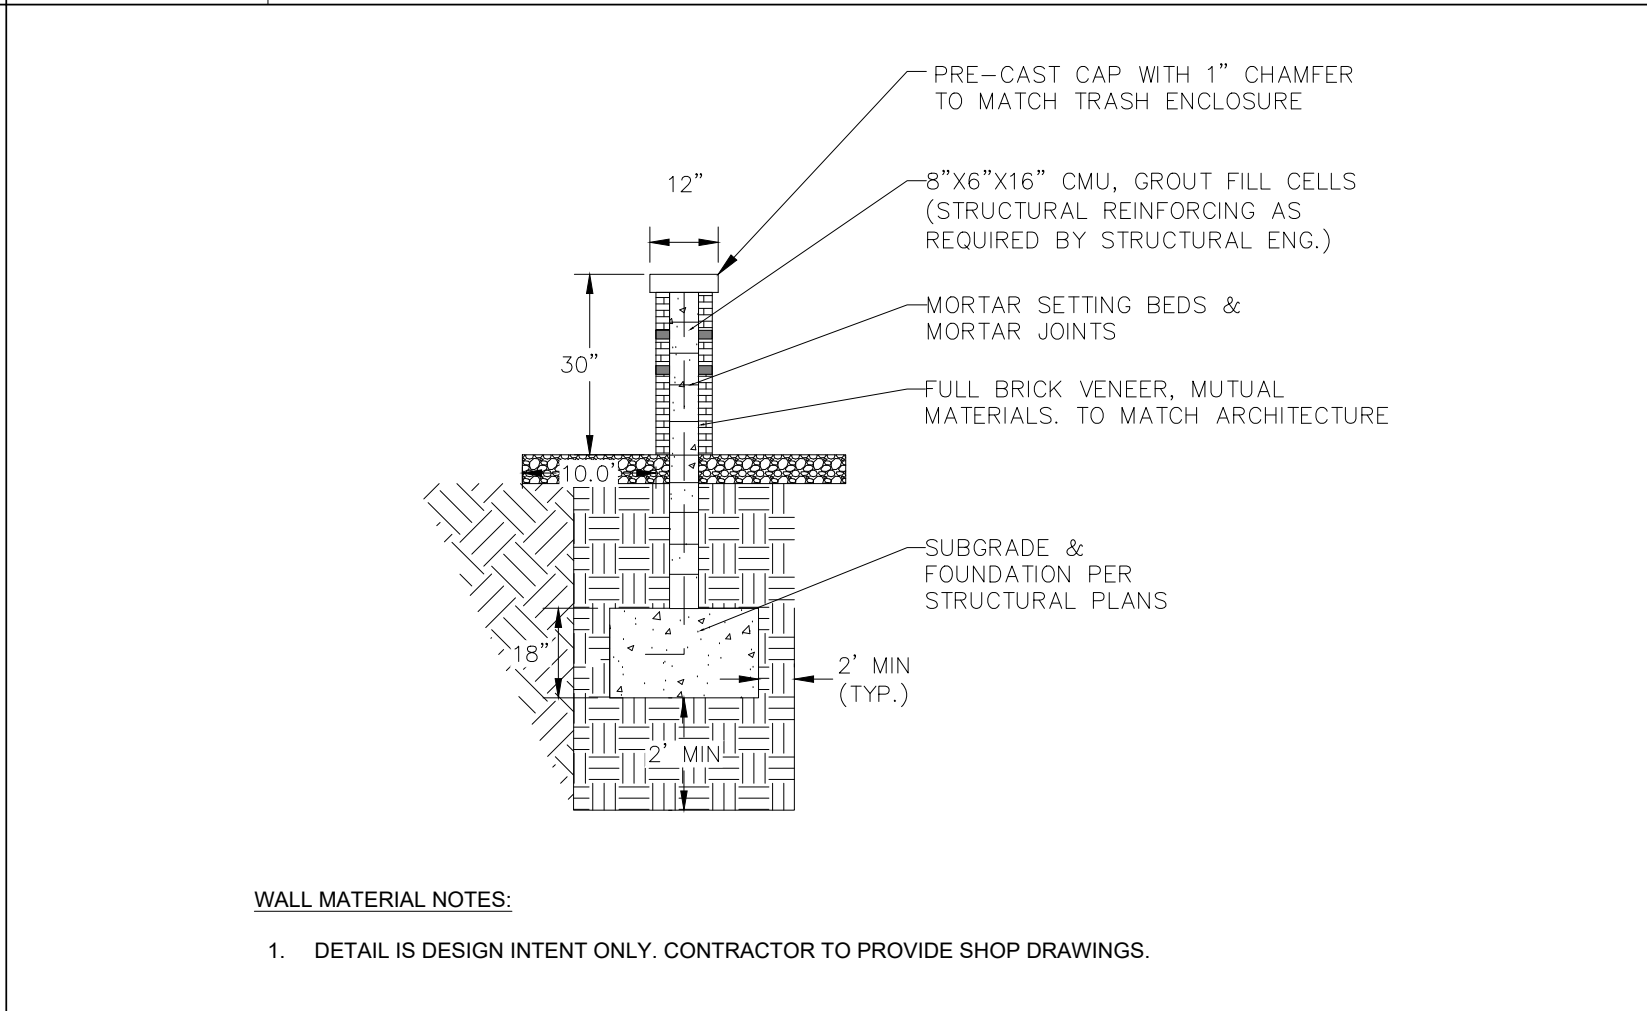 PRE-CAST CAP WITH 1" CHAMFER
TO MATCH TRASH ENCLOSURE
12"
8"X6"X16" CMU, GROUT FILL CELLS
(STRUCTURAL REINFORCING AS
REQUIRED BY STRUCTURAL ENG.)
MORTAR SETTING BEDS &
MORTAR JOINTS
30"
FULL BRICK VENEER, MUTUAL
MATERIALS. TO MATCH ARCHITECTURE
10.0'
SUBGRADE &
FOUNDATION PER
STRUCTURAL PLANS
18"
2' MIN
(TYP.)
2' MIN
WALL MATERIAL NOTES:
1. DETAIL IS DESIGN INTENT ONLY. CONTRACTOR TO PROVIDE SHOP DRAWINGS.